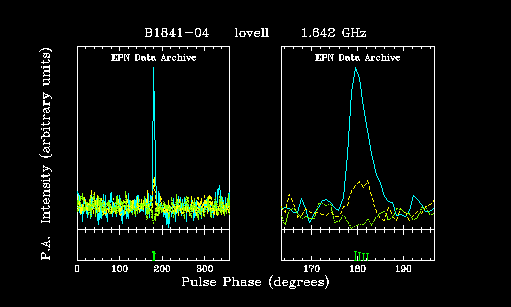 B1841-04 lovell 1.642 GHz
EPN Data Archive EPN Data Archive
P.A. Intensity (arbitrary units)
0 100 200 300 170 180 190
Pulse Phase (degrees)